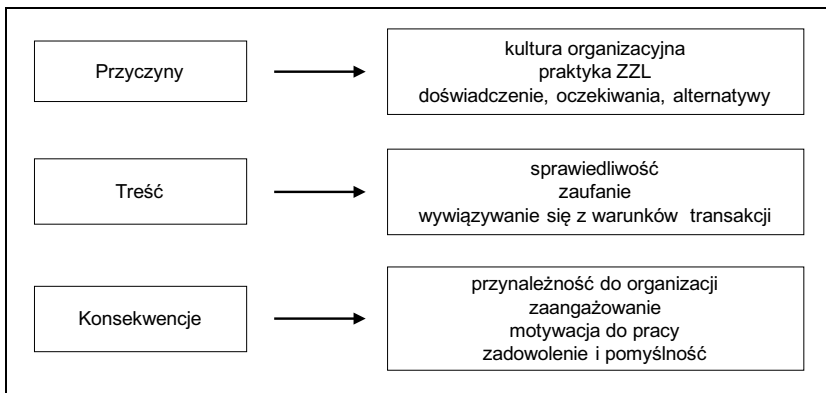 Przyczyny
kultura organizacyjna
praktyka ZZL
doświadczenie, oczekiwania, alternatywy
Treść
sprawiedliwość
zaufanie
wywiązywanie się z warunków transakcji
Konsekwencje
przynależność do organizacji
zaangażowanie
motywacja do pracy
zadowolenie i pomyślność